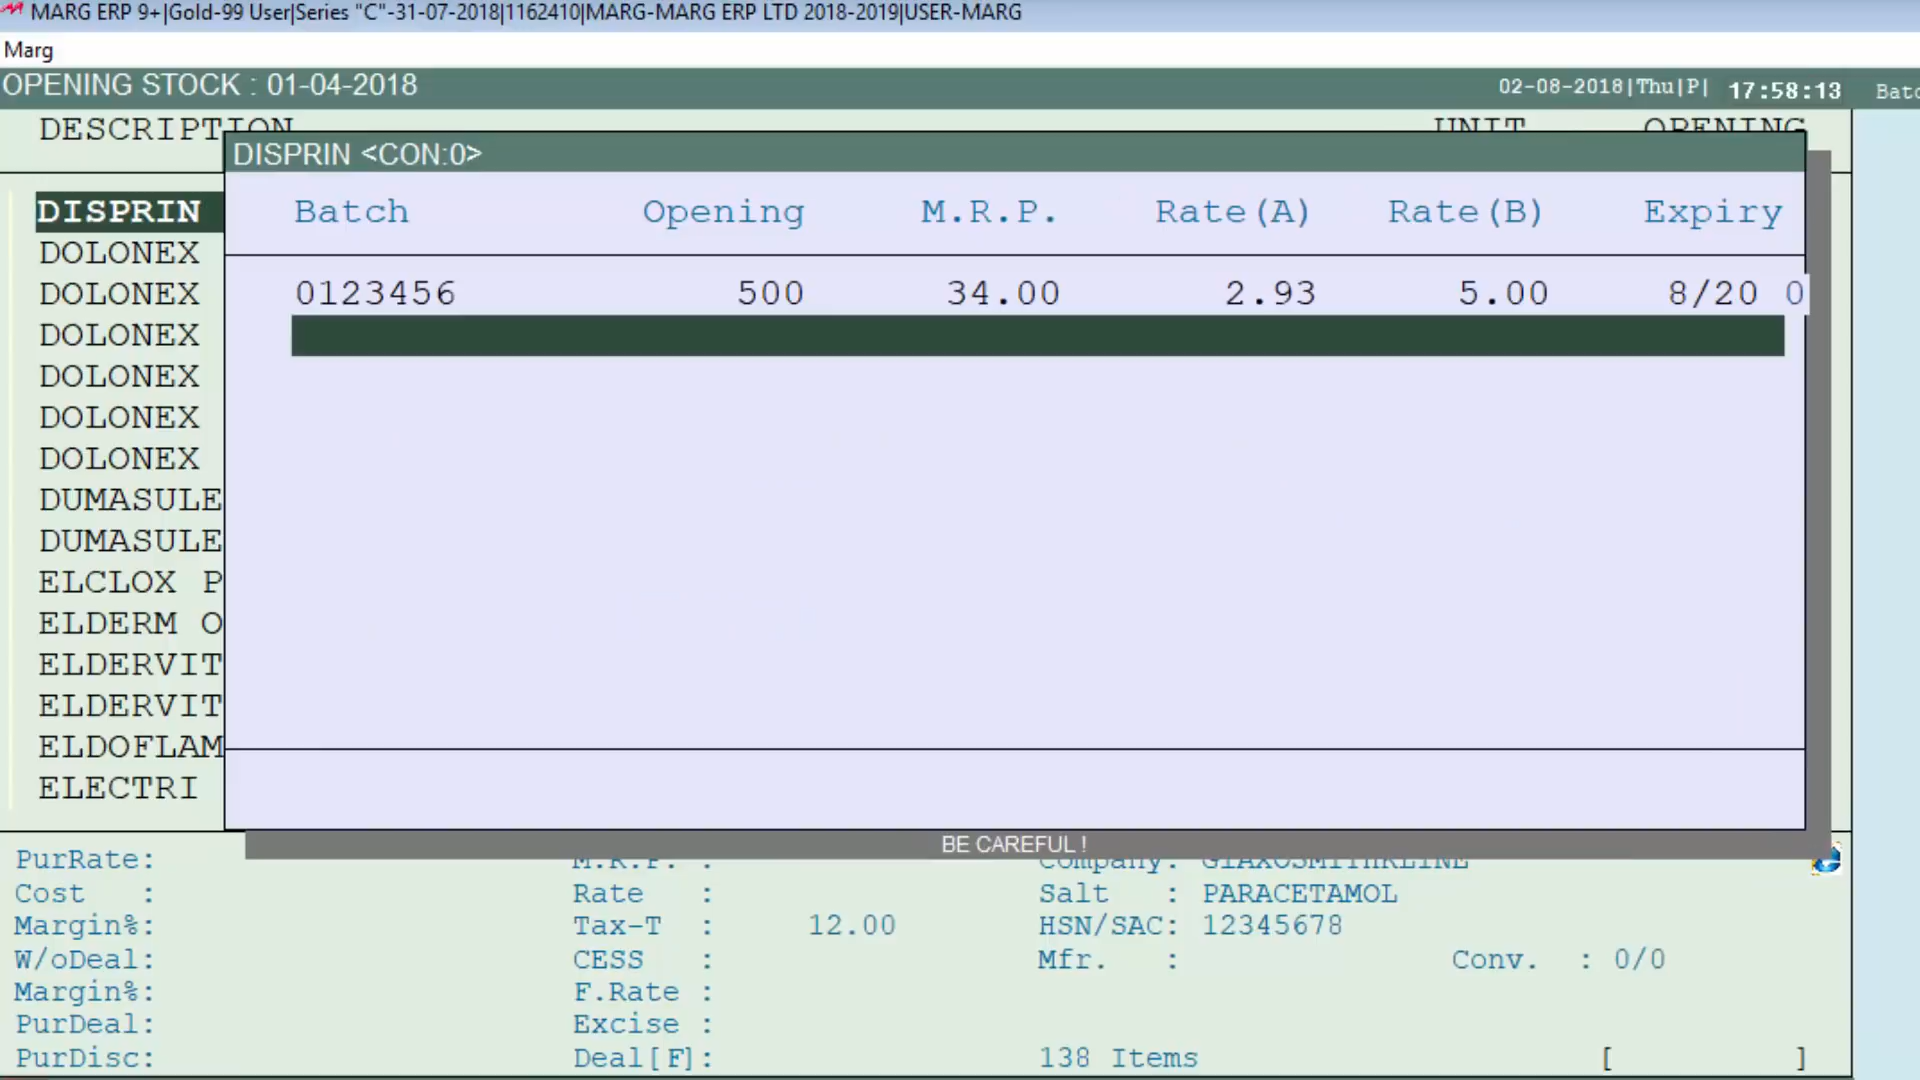 MARG ERP 9+|Gold-99 User|Series "C"-31-07-2018|1162410|MARG-MARG ERP LTD 2018-2019|USER-MARG
Marg
OPENING STOCK : 01-04-2018 02-08-2018|Thu|P| 17:58:13
DESCRIPTION UNIT OPENING
DISPRIN <CON:0>
Batch Opening M.R.P. Rate(A) Rate(B) Expiry
0123456 500 34.00 2.93 5.00 8/20 0
DISPRIN
DOLONEX
DOLONEX
DOLONEX
DOLONEX
DOLONEX
DOLONEX
DUMASULE
DUMASULE
ELCLOX P
ELDERM O
ELDERVIT
ELDERVIT
ELDOFLAM
ELECTRI
BE CAREFUL !
PurRate: M.R.P. : Company:
Cost : Rate : Salt : PARACETAMOL
Margin%: Tax-T : 12.00 HSN/SAC: 12345678
W/oDeal: CESS : Mfr. : Conv. : 0/0
Margin%: F.Rate :
PurDeal: Excise :
PurDisc: Deal[F]: 138 Items [ ]